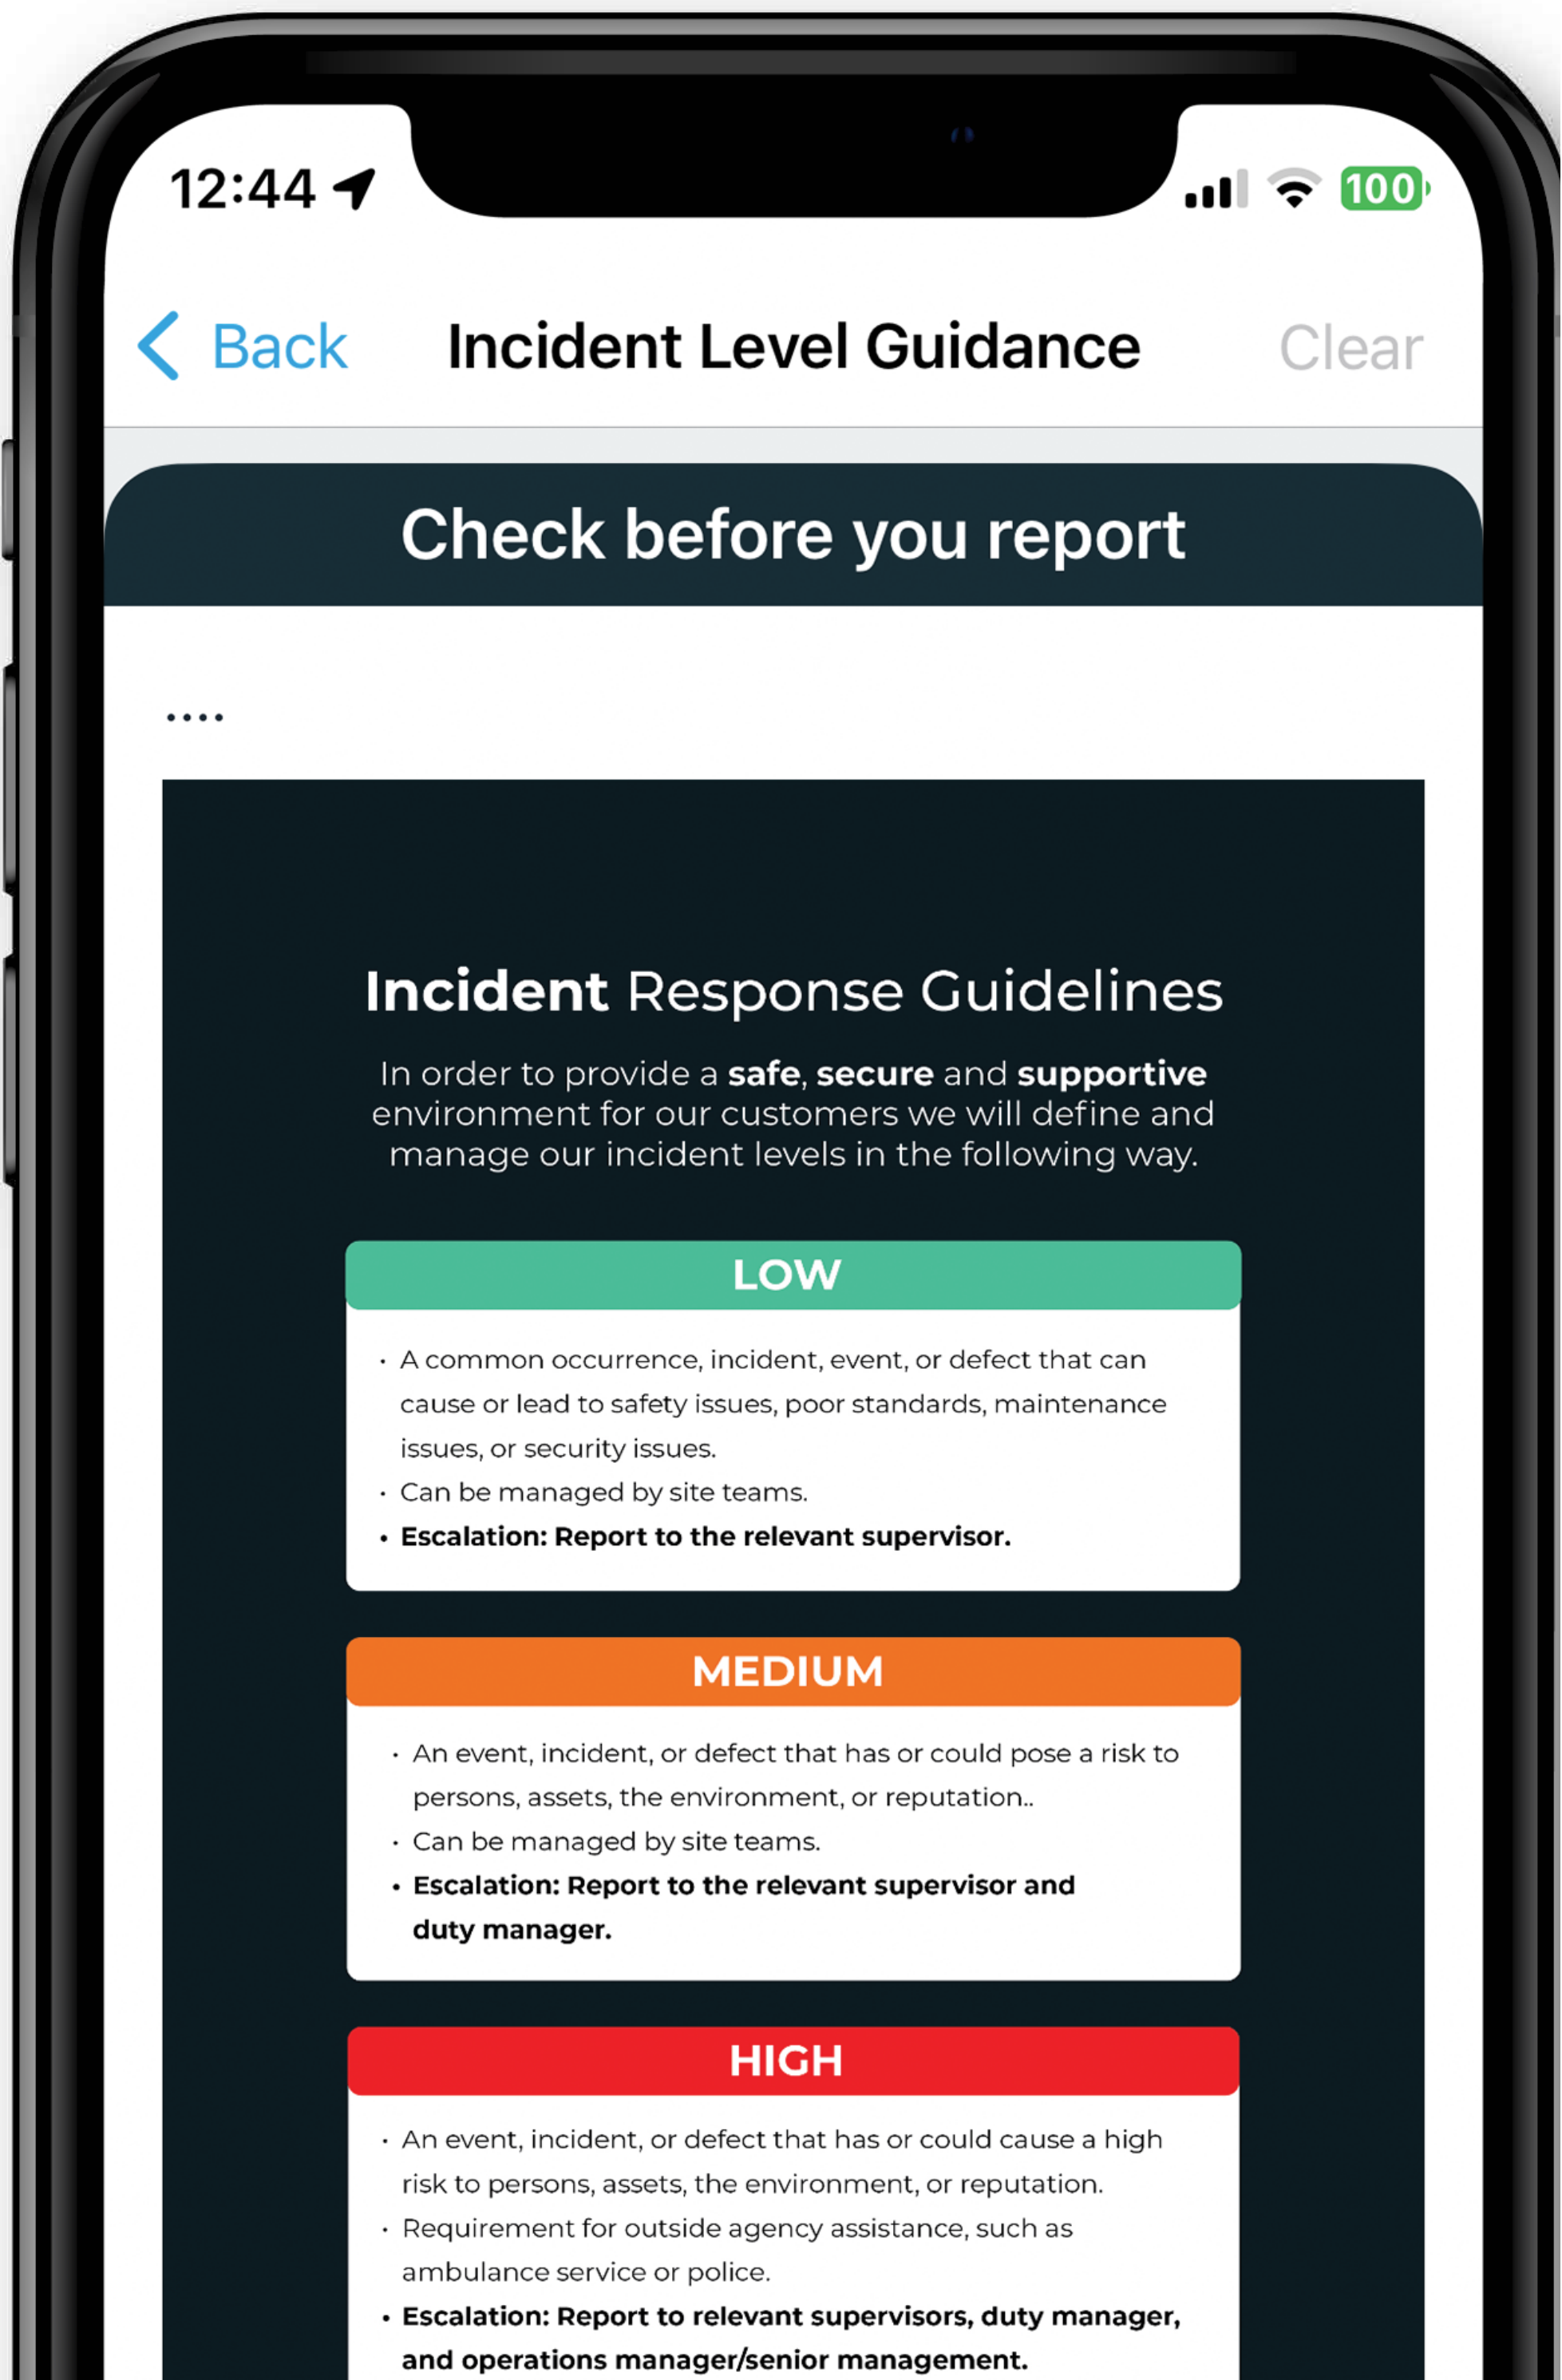 12:44
100
Back
Incident Level Guidance
Clear
Check before you report
....
Incident Response Guidelines
In order to provide a safe, secure and supportive
environment for our customers we will define and
manage our incident levels in the following way.
LOW
• A common occurrence, incident, event, or defect that can
cause or lead to safety issues, poor standards, maintenance
issues, or security issues.
• Can be managed by site teams.
• Escalation: Report to the relevant supervisor.
MEDIUM
• An event, incident, or defect that has or could pose a risk to
persons, assets, the environment, or reputation..
• Can be managed by site teams.
• Escalation: Report to the relevant supervisor and
duty manager.
HIGH
• An event, incident, or defect that has or could cause a high
risk to persons, assets, the environment, or reputation.
• Requirement for outside agency assistance, such as
ambulance service or police.
• Escalation: Report to relevant supervisors, duty manager,
and operations manager/senior management.